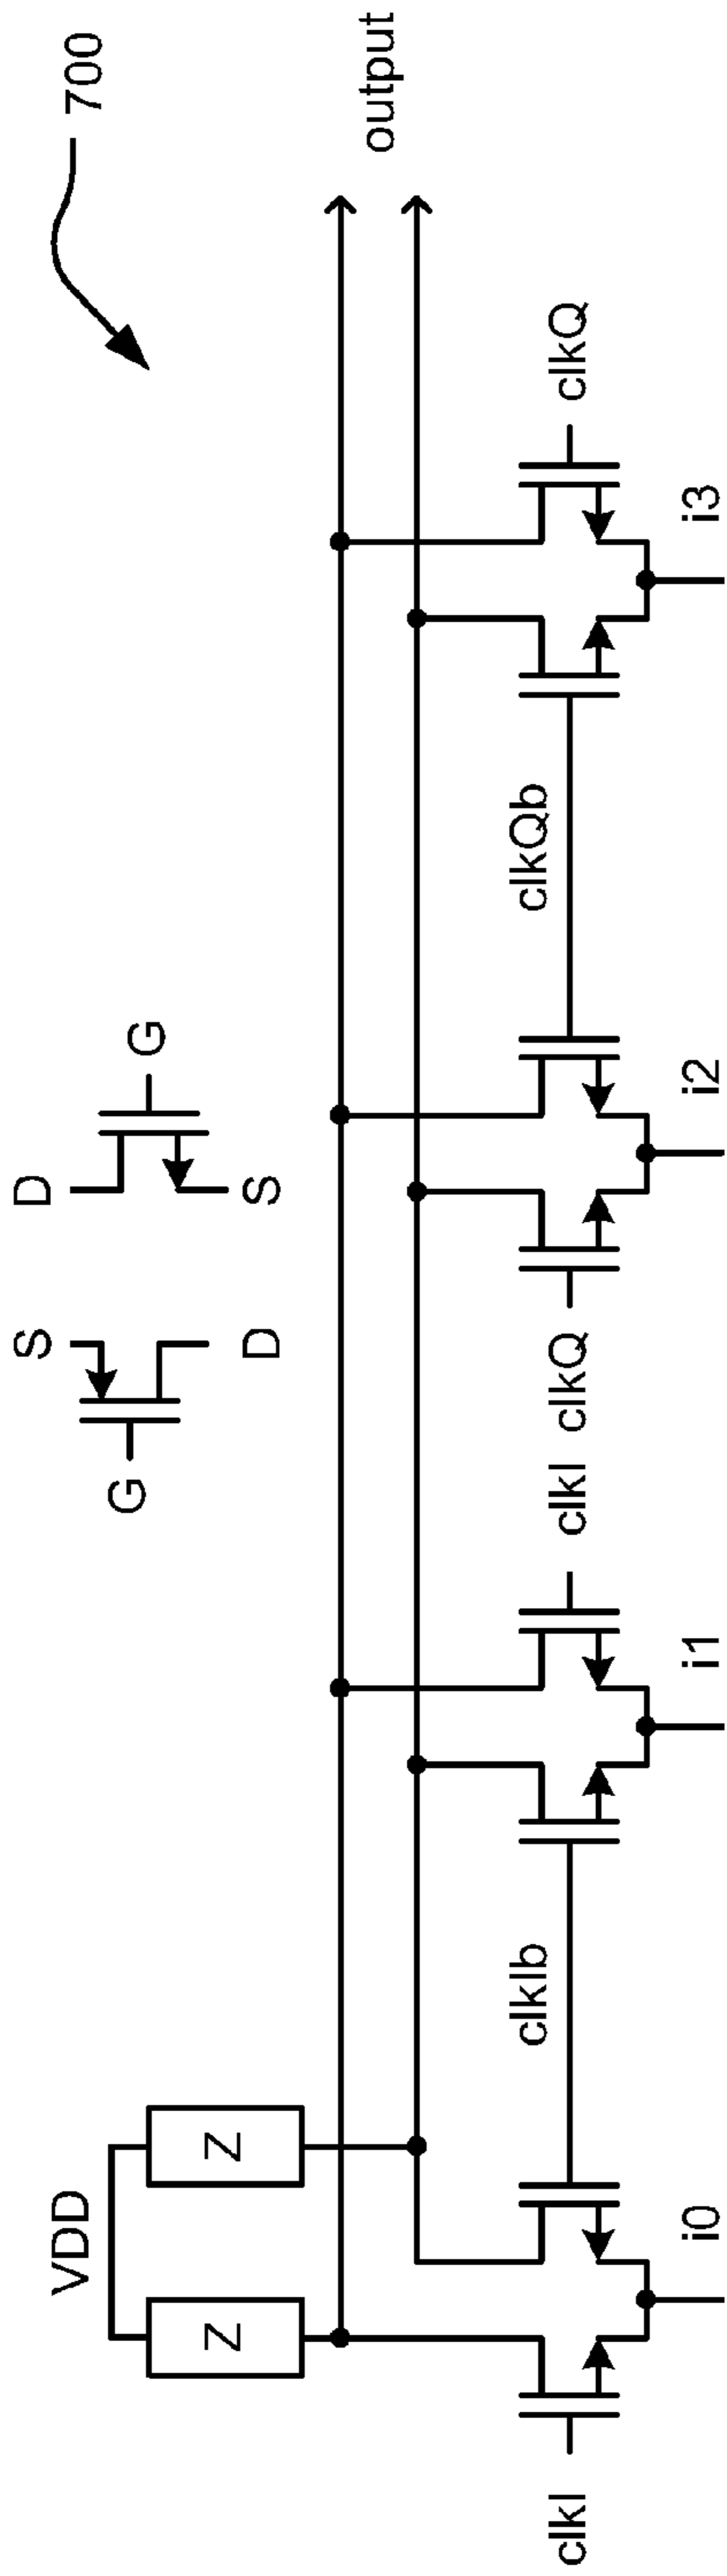 700
output
S
D
G
G
D
S
VDD
Z
Z
clkI
clkIb
clkI
clkQ
clkQb
clkQ
i0
i1
i2
i3